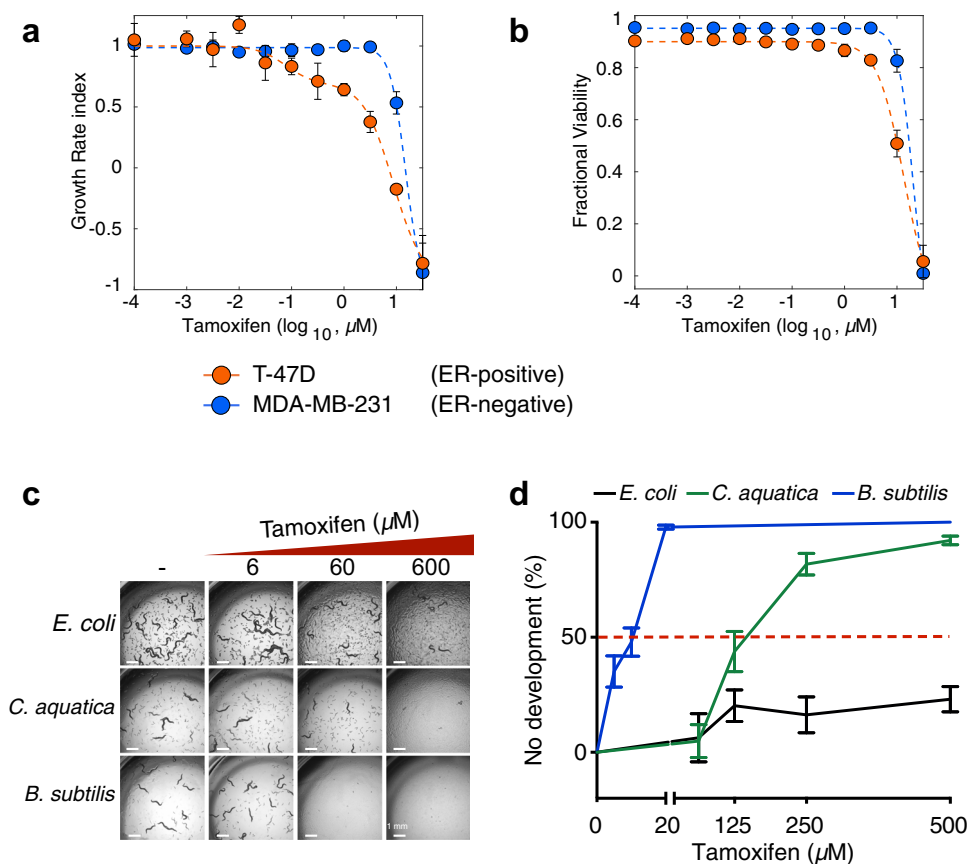 a
Growth Rate index
1
0.5
0
-0.5
-1
-4 -3 -2 -1 0 1
Tamoxifen (log 10, µM)
b
Fractional Viability
1
0.8
0.6
0.4
0.2
0
-4 -3 -2 -1 0 1
Tamoxifen (log 10, µM)
T-47D (ER-positive)
MDA-MB-231 (ER-negative)
c
Tamoxifen (µM)
- 6 60 600
E. coli
C. aquatica
B. subtilis
1 mm
d
E. coli C. aquatica B. subtilis
No development (%)
100
50
0
0 20 125 250 500
Tamoxifen (µM)